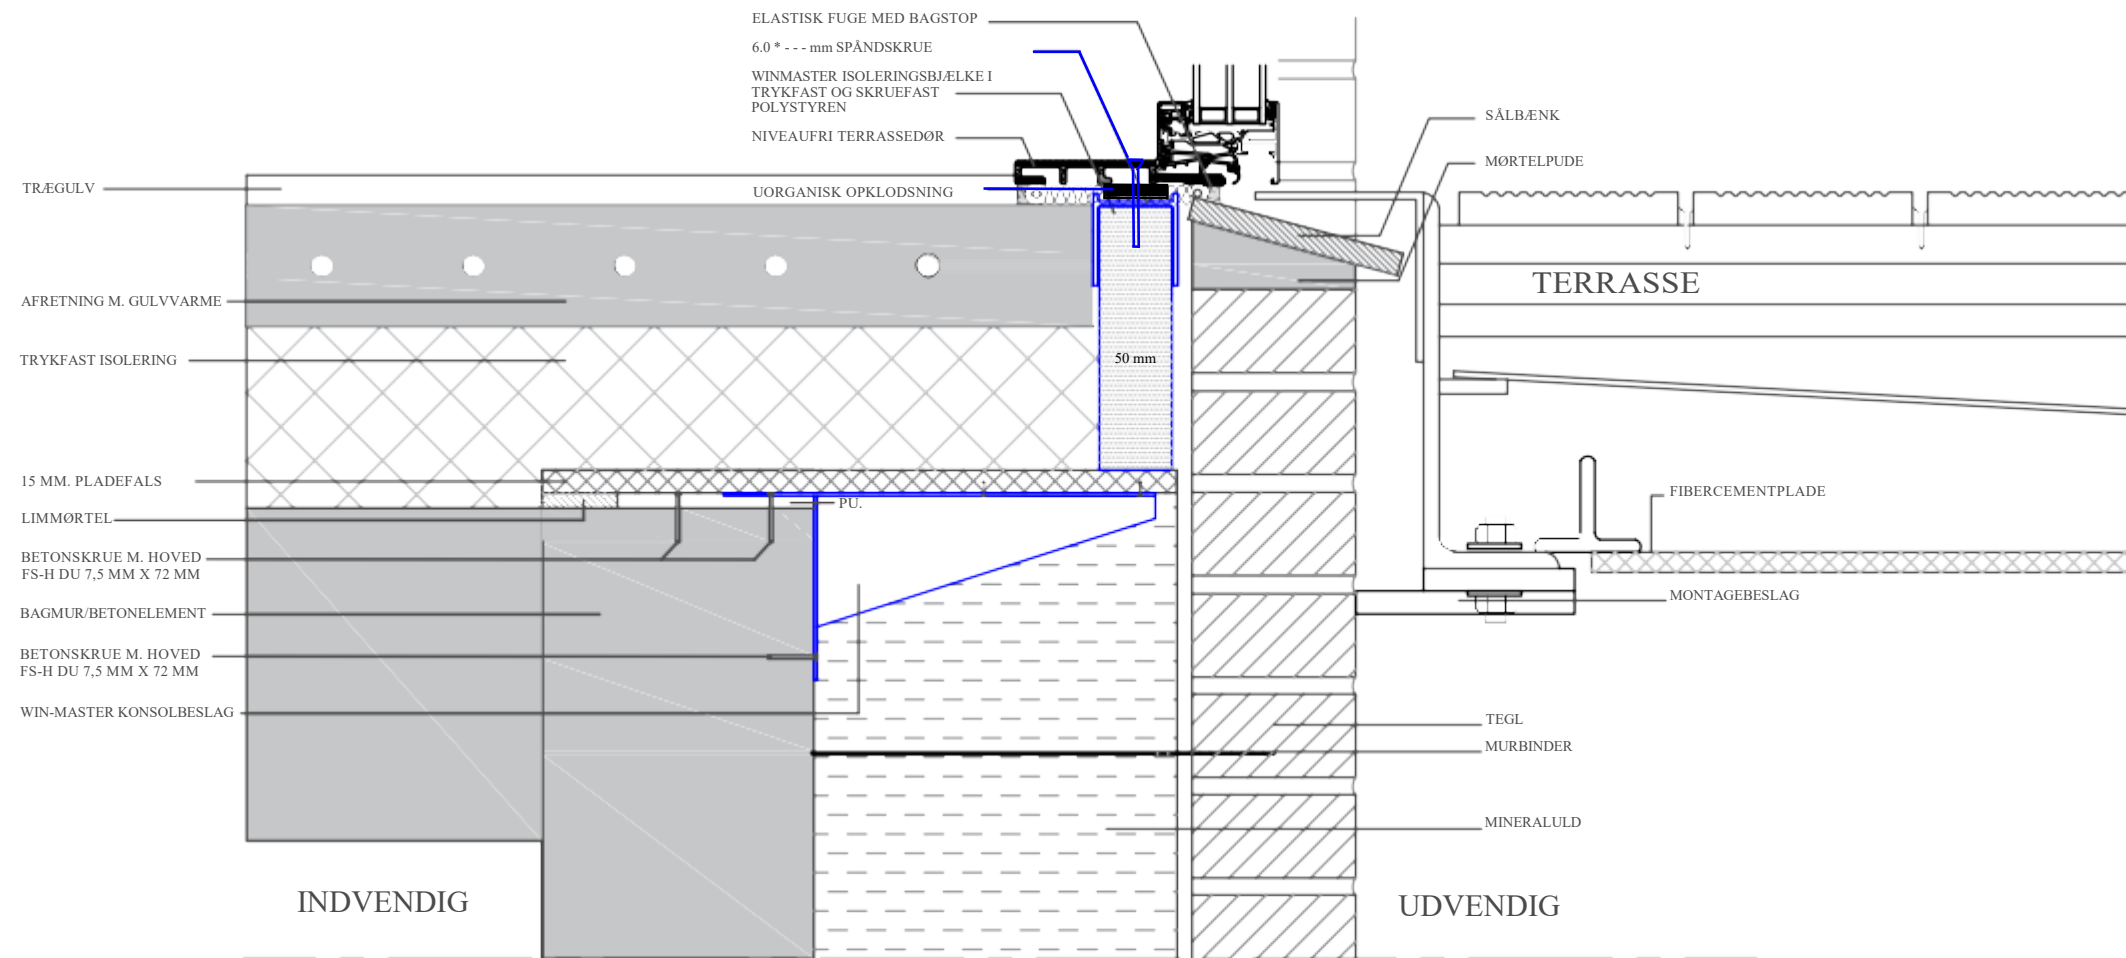 ELASTISK FUGE MED BAGSTOP
6.0 * - - - mm SPÅNDSKRUE
WINMASTER ISOLERINGSBJÆLKE I
TRYKFAST OG SKRUEFAST
POLYSTYREN
NIVEAUFRI TERRASSEDØR
UORGANISK OPKLODSNING
TRÆGULV
AFRETNING M. GULVVARME
TRYKFAST ISOLERING
15 MM. PLADEFALS
LIMMØRTEL
BETONSKRUE M. HOVED
FS-H DU 7,5 MM X 72 MM
BAGMUR/BETONELEMENT
BETONSKRUE M. HOVED
FS-H DU 7,5 MM X 72 MM
WIN-MASTER KONSOLBESLAG
INDVENDIG
50 mm
PU.
SÅLBÆNK
MØRTELPUDE
TERRASSE
FIBERCEMENTPLADE
MONTAGEBESLAG
TEGL
MURBINDER
MINERALULD
UDVENDIG